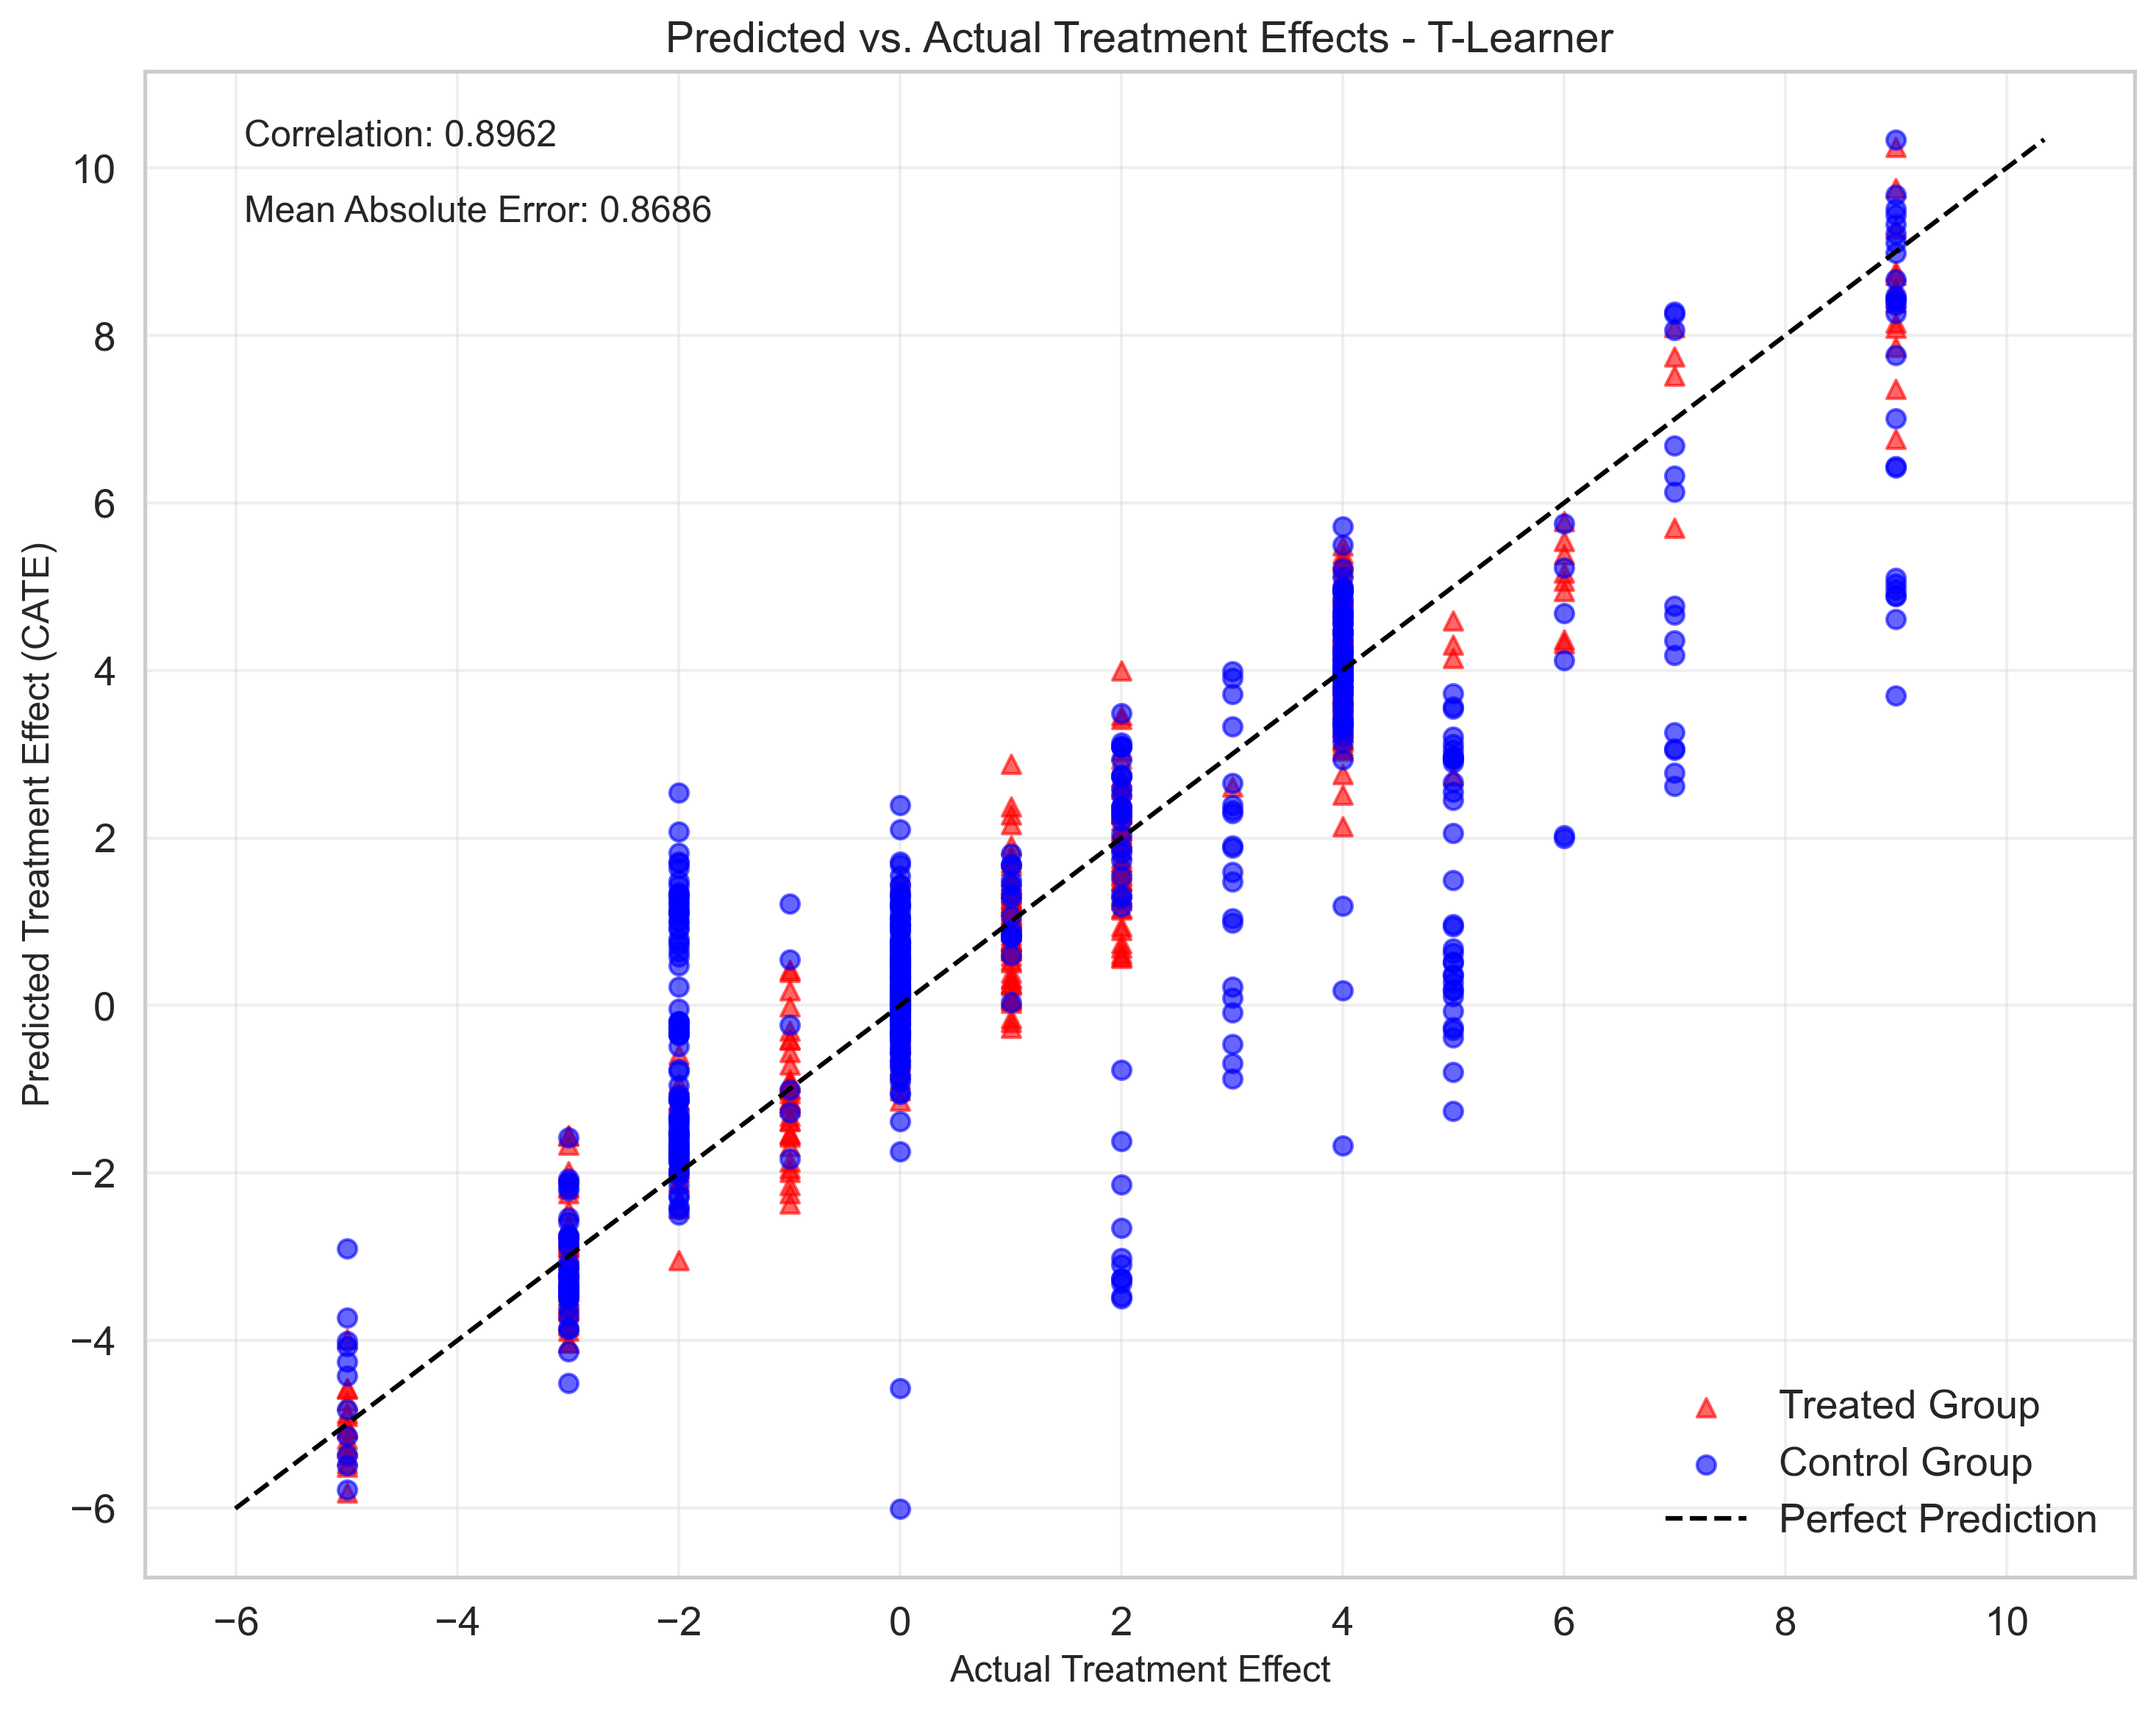 Predicted vs. Actual Treatment Effects - T-Learner
Correlation: 0.8962
Mean Absolute Error: 0.8686
10
8
6
4
2
0
−2
−4
−6
Predicted Treatment Effect (CATE)
Treated Group
Control Group
Perfect Prediction
−6 −4 −2 0 2 4 6 8 10
Actual Treatment Effect